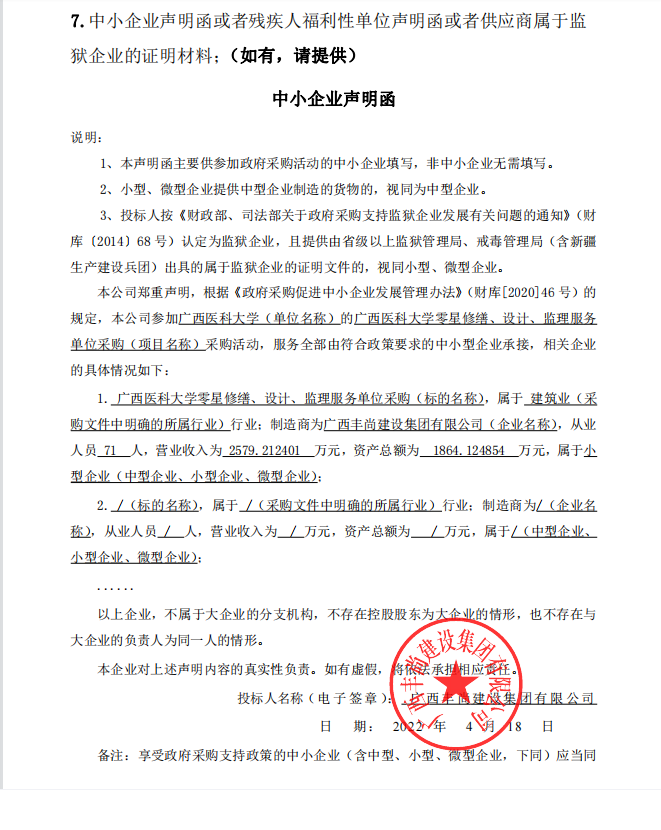 7.中小企业声明函或者残疾人福利性单位声明函或者供应商属于监
狱企业的证明材料；（如有，请提供）
中小企业声明函
说明：
1、本声明函主要供参加政府采购活动的中小企业填写，非中小企业无需填写。
2、小型、微型企业提供中型企业制造的货物的，视同为中型企业。
3、投标人按《财政部、司法部关于政府采购支持监狱企业发展有关问题的通知》（财
库〔2014〕68 号）认定为监狱企业，且提供由省级以上监狱管理局、戒毒管理局（含新疆
生产建设兵团）出具的属于监狱企业的证明文件的，视同小型、微型企业。
本公司郑重声明，根据《政府采购促进中小企业发展管理办法》（财库[2020]46 号）的
规定，本公司参加广西医科大学（单位名称）的广西医科大学零星修缮、设计、监理服务
单位采购（项目名称）采购活动，服务全部由符合政策要求的中小型企业承接，相关企业
的具体情况如下：
1. 广西医科大学零星修缮、设计、监理服务单位采购（标的名称），属于 建筑业（采
购文件中明确的所属行业）行业；制造商为广西丰尚建设集团有限公司（企业名称），从业
人员 71 人，营业收入为 2579.212401 万元，资产总额为 1864.124854 万元，属于小
型企业（中型企业、小型企业、微型企业）；
2. /（标的名称），属于 /（采购文件中明确的所属行业）行业；制造商为/（企业名
称），从业人员 / 人，营业收入为 / 万元，资产总额为 / 万元，属于/（中型企业、
小型企业、微型企业）；
······
以上企业，不属于大企业的分支机构，不存在控股股东为大企业的情形，也不存在与
大企业的负责人为同一人的情形。
本企业对上述声明内容的真实性负责。如有虚假，将依法承担相应责任。
投标人名称（电子签章）：广西丰尚建设集团有限公司
日 期： 2022 年 4 月 18 日
广西丰尚建设集团有限公司
备注：享受政府采购支持政策的中小企业（含中型、小型、微型企业，下同）应当同